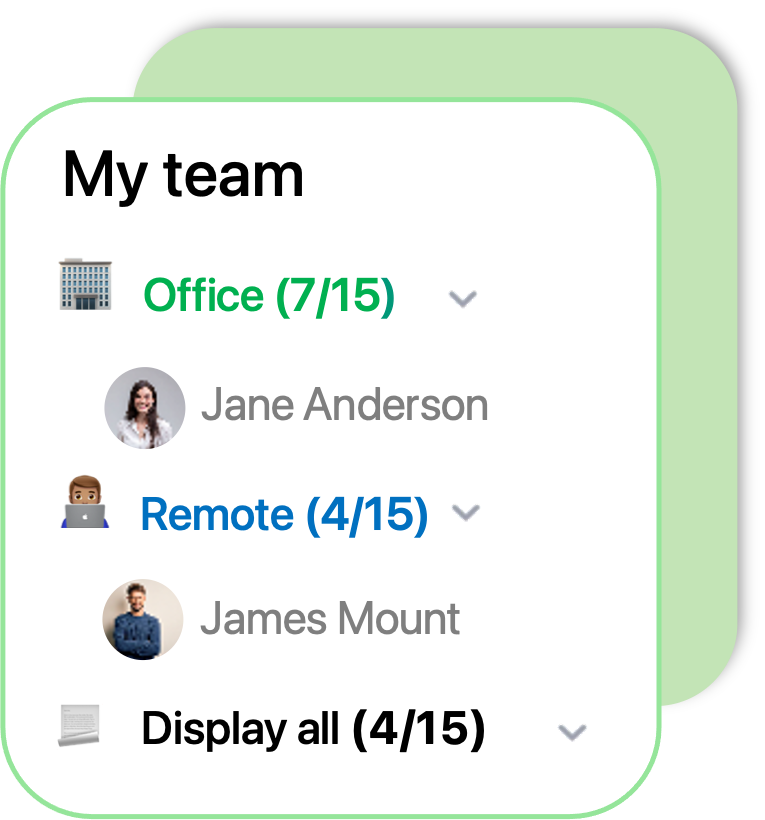 My team
Office (7/15)
Jane Anderson
Remote (4/15)
James Mount
Display all (4/15)